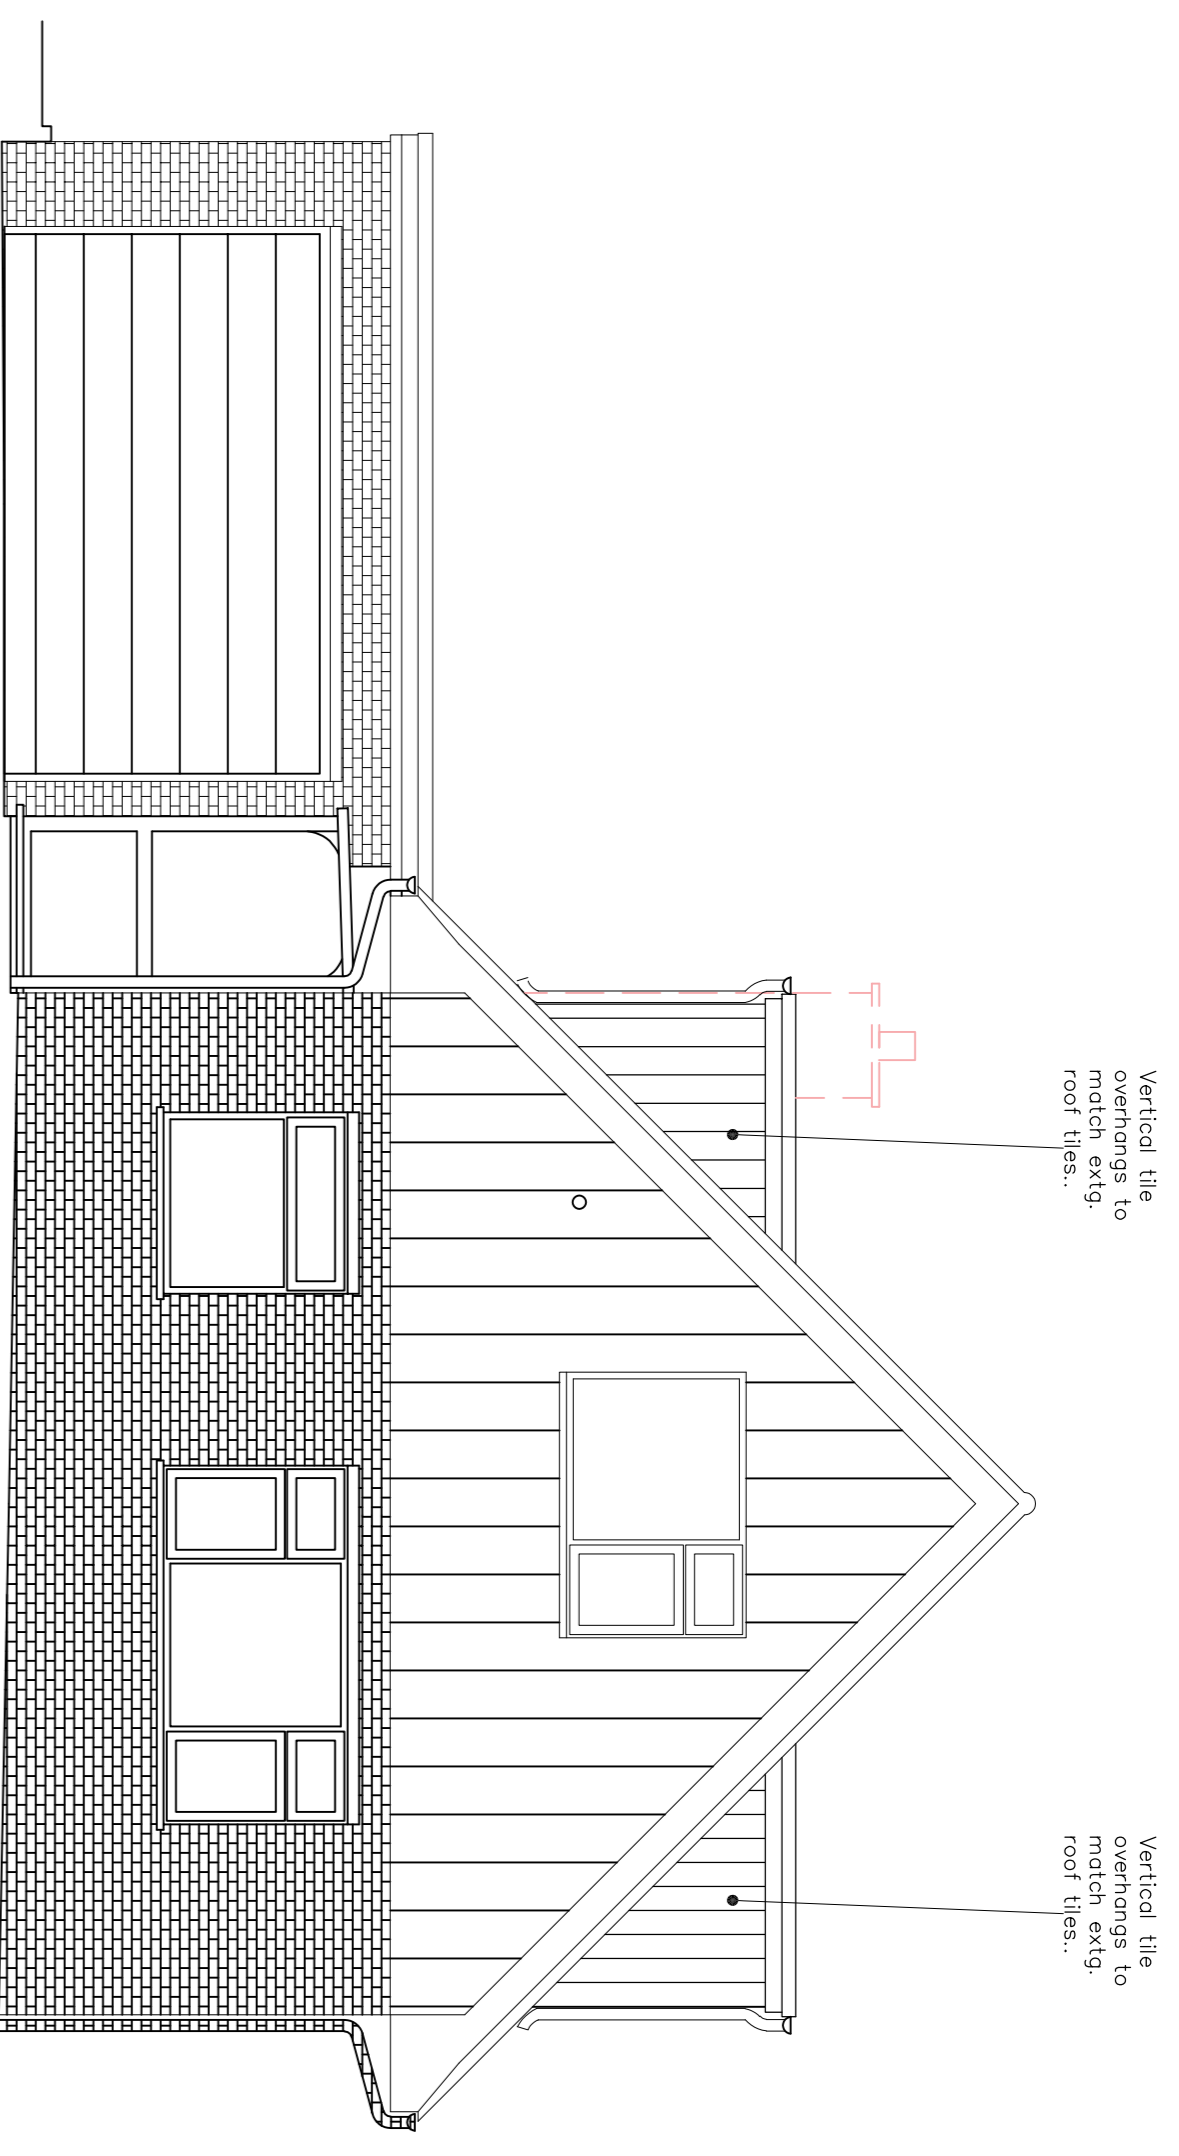 Vertical tile
overhangs to
match extg.
roof tiles..
Vertical tile
overhangs to
match extg.
roof tiles..